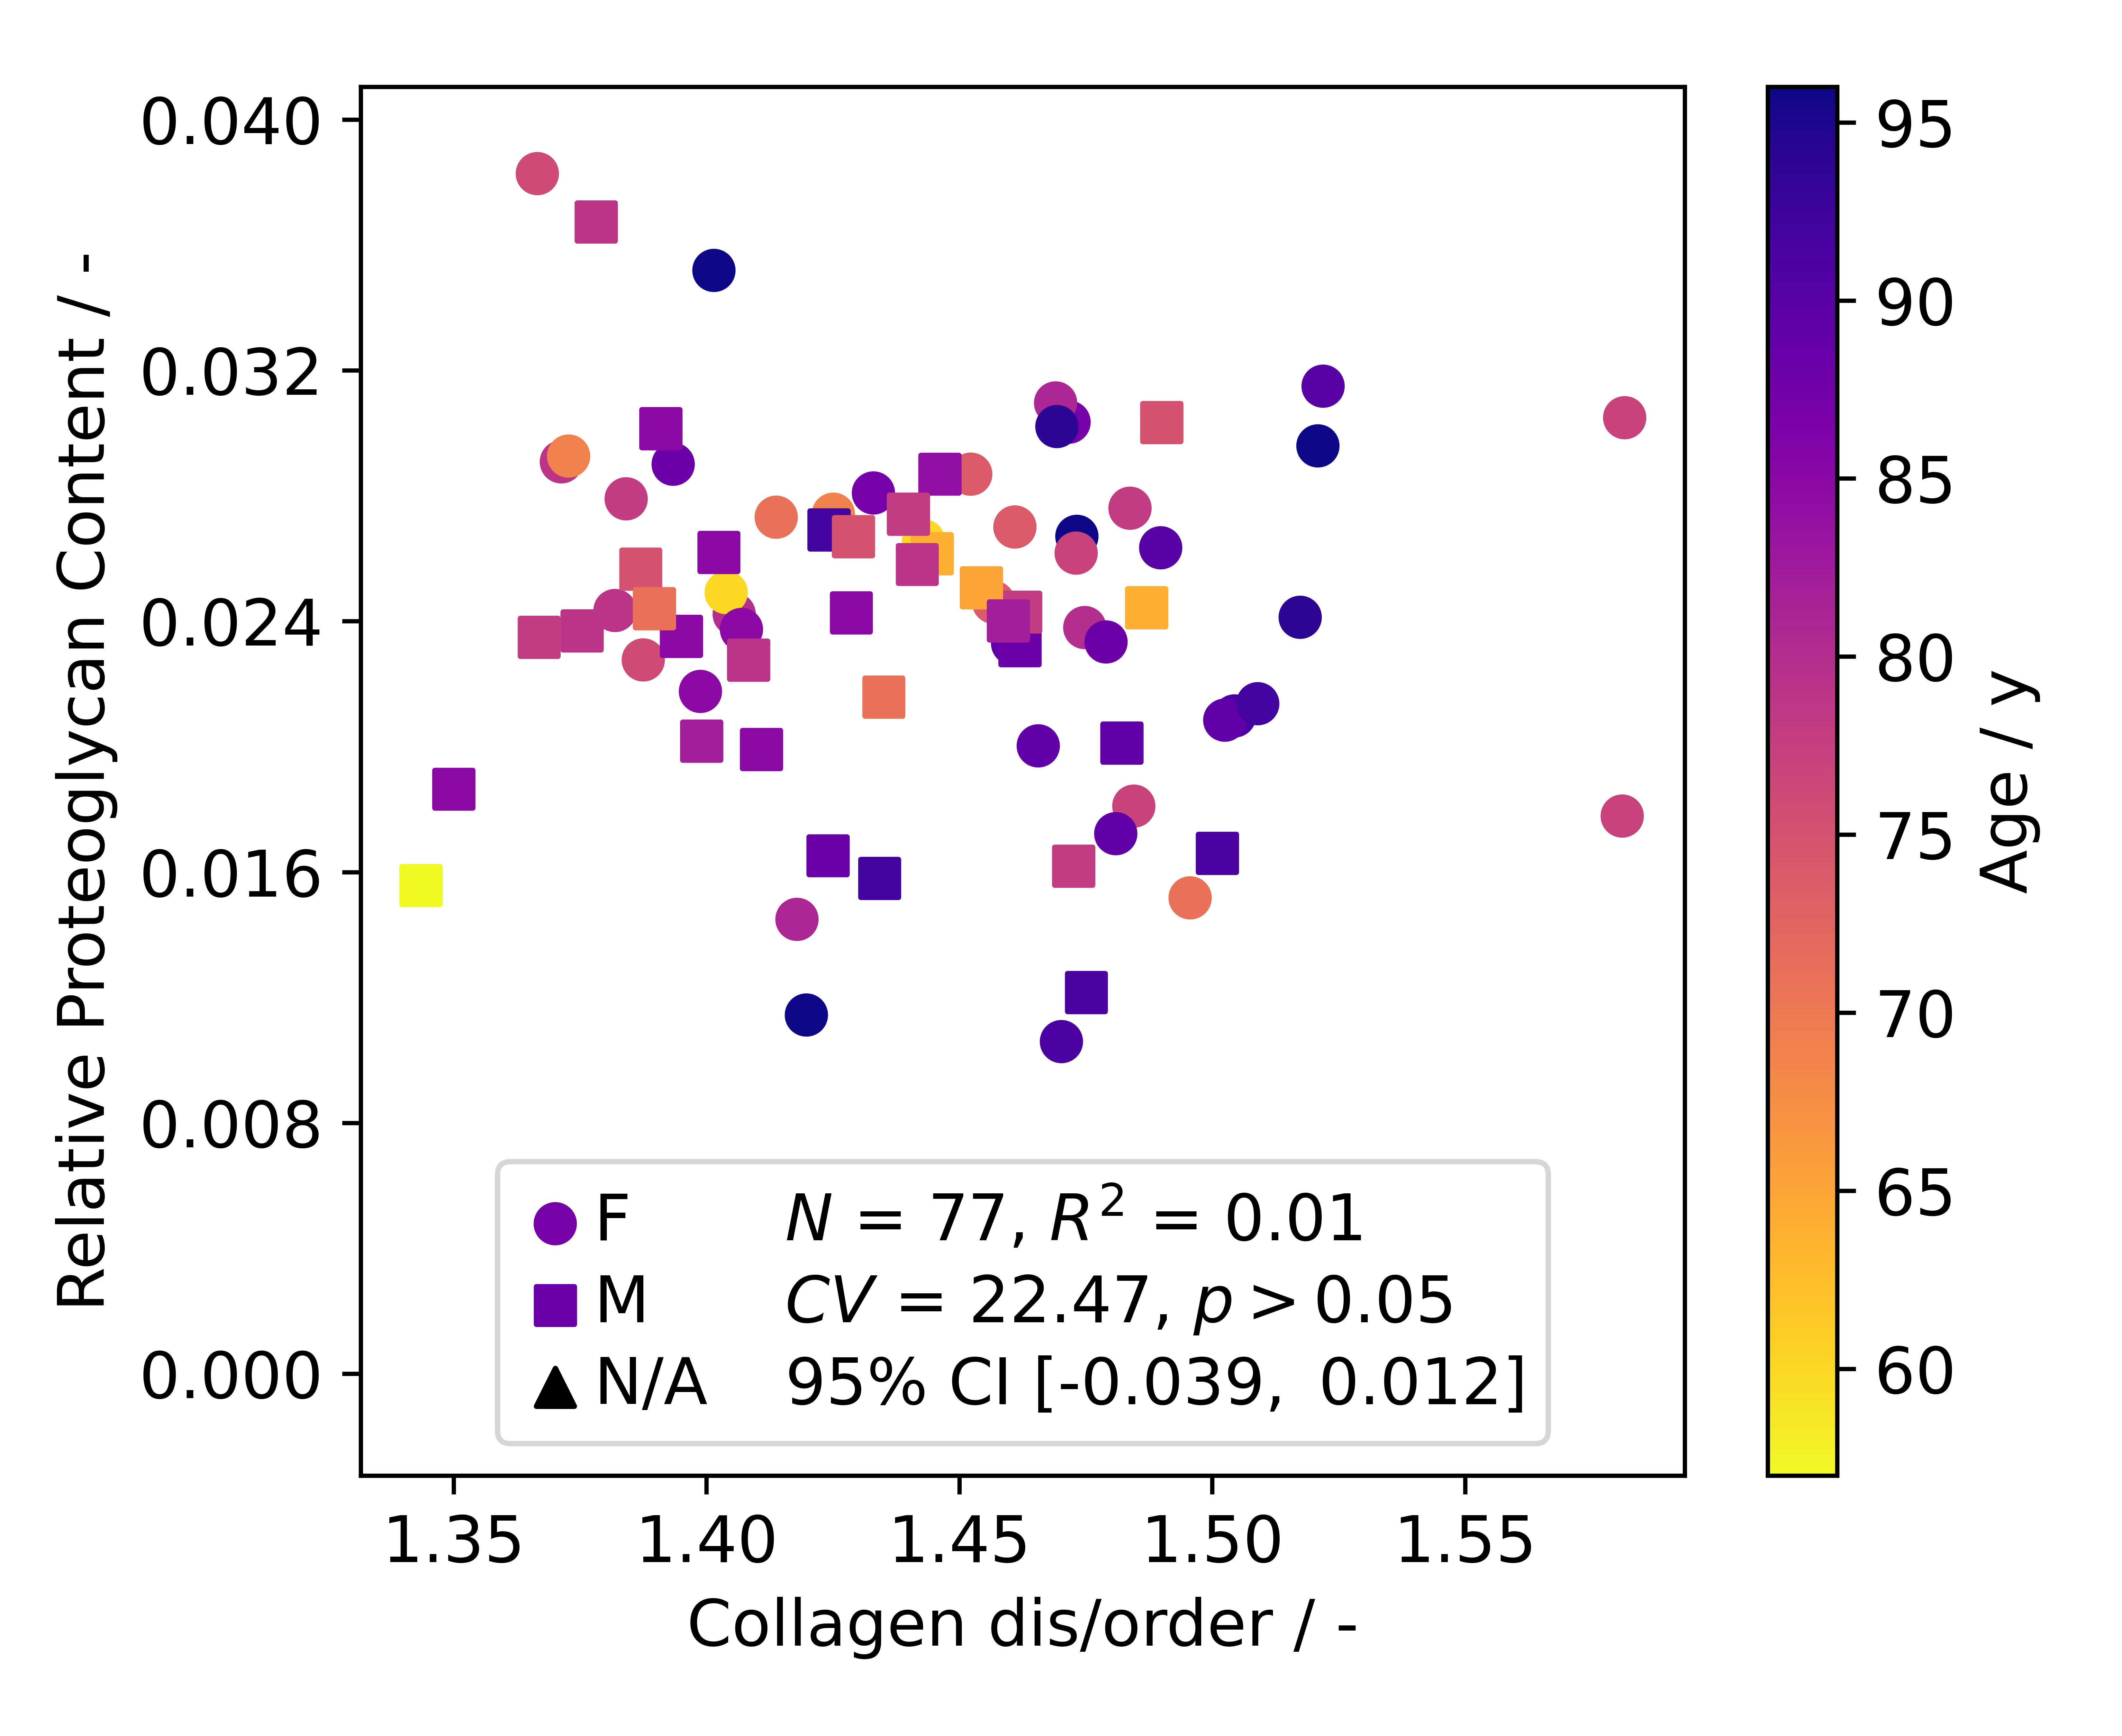 0.040
0.032
0.024
0.016
0.008
0.000
Relative Proteoglycan Content / -
1.35 1.40 1.45 1.50 1.55
Collagen dis/order / -
F N = 77, R² = 0.01
M CV = 22.47, p > 0.05
N/A 95% CI [-0.039, 0.012]
95
90
85
80
75
70
65
60
Age / y